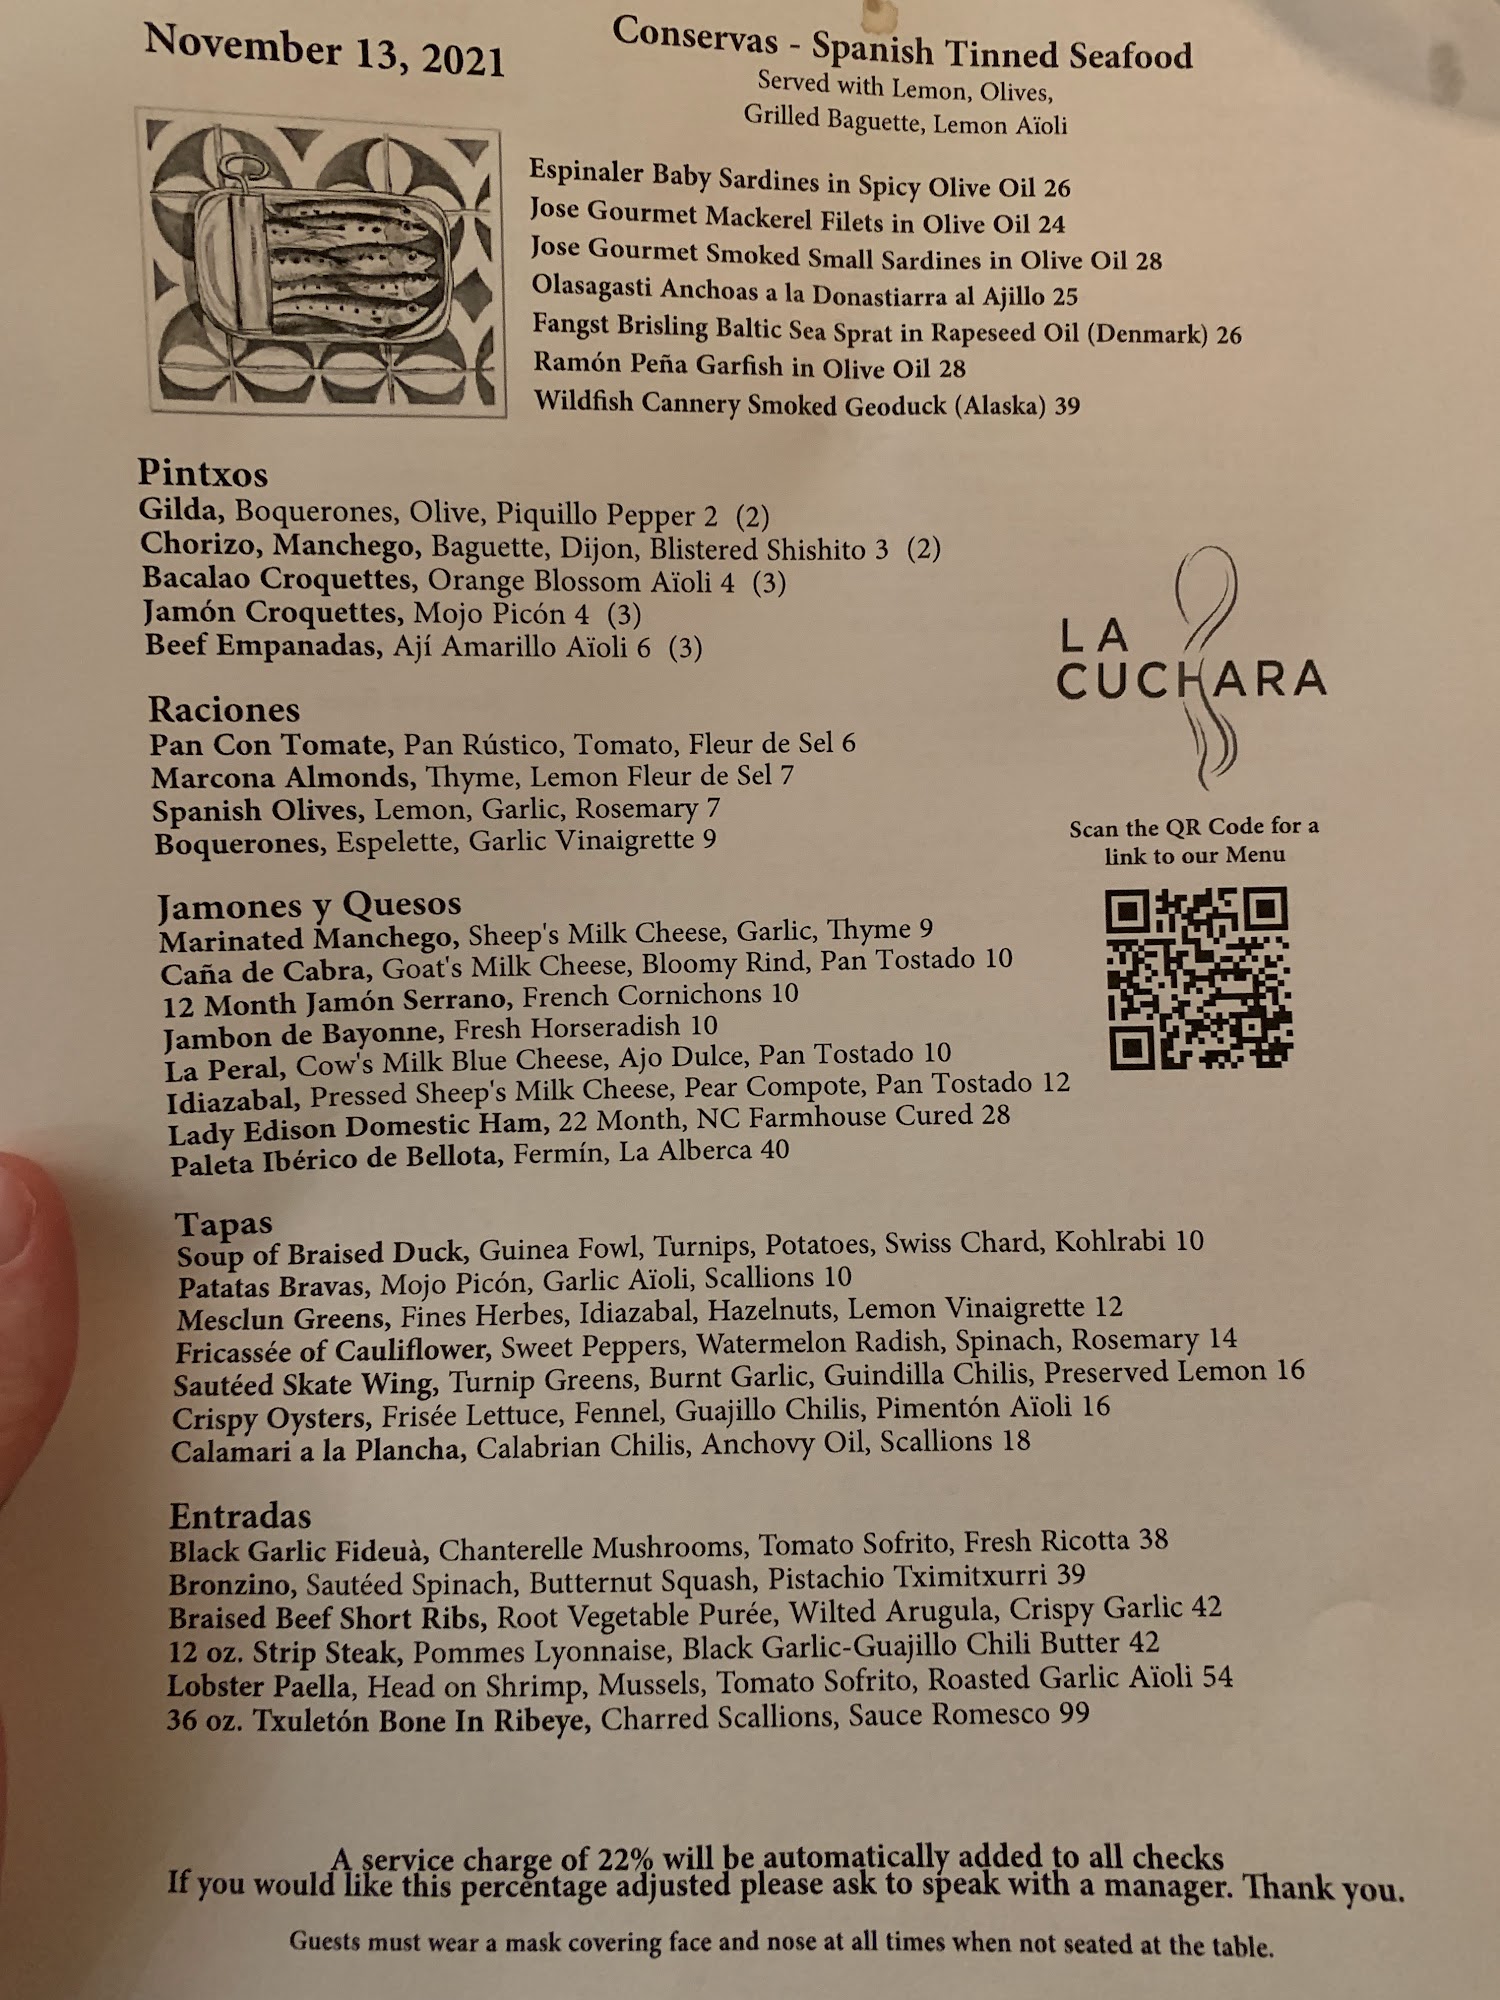 November 13, 2021
Conservas - Spanish Tinned Seafood
Served with Lemon, Olives,
Grilled Baguette, Lemon Aïoli
Espinaler Baby Sardines in Spicy Olive Oil 26
Jose Gourmet Mackerel Filets in Olive Oil 24
Jose Gourmet Smoked Small Sardines in Olive Oil 28
Olasagasti Anchoas a la Donastiarra al Ajillo 25
Fangst Brisling Baltic Sea Sprat in Rapeseed Oil (Denmark) 26
Ramón Peña Garfish in Olive Oil 28
Wildfish Cannery Smoked Geoduck (Alaska) 39
Pintxos
Gilda, Boquerones, Olive, Piquillo Pepper 2 (2)
Chorizo, Manchego, Baguette, Dijon, Blistered Shishito 3 (2)
Bacalao Croquettes, Orange Blossom Aïoli 4 (3)
Jamón Croquettes, Mojo Picón 4 (3)
Beef Empanadas, Ají Amarillo Aïoli 6 (3)
LA
CUCHARA
Raciones
Pan Con Tomate, Pan Rústico, Tomato, Fleur de Sel 6
Marcona Almonds, Thyme, Lemon Fleur de Sel 7
Spanish Olives, Lemon, Garlic, Rosemary 7
Boquerones, Espelette, Garlic Vinaigrette 9
Scan the QR Code for a
link to our Menu
Jamones y Quesos
Marinated Manchego, Sheep's Milk Cheese, Garlic, Thyme 9
Caña de Cabra, Goat's Milk Cheese, Bloomy Rind, Pan Tostado 10
12 Month Jamón Serrano, French Cornichons 10
Jambon de Bayonne, Fresh Horseradish 10
La Peral, Cow's Milk Blue Cheese, Ajo Dulce, Pan Tostado 10
Idiazabal, Pressed Sheep's Milk Cheese, Pear Compote, Pan Tostado 12
Lady Edison Domestic Ham, 22 Month, NC Farmhouse Cured 28
Paleta Ibérico de Bellota, Fermín, La Alberca 40
Tapas
Soup of Braised Duck, Guinea Fowl, Turnips, Potatoes, Swiss Chard, Kohlrabi 10
Patatas Bravas, Mojo Picón, Garlic Aïoli, Scallions 10
Mesclun Greens, Fines Herbes, Idiazabal, Hazelnuts, Lemon Vinaigrette 12
Fricassée of Cauliflower, Sweet Peppers, Watermelon Radish, Spinach, Rosemary 14
Sautéed Skate Wing, Turnip Greens, Burnt Garlic, Guindilla Chilis, Preserved Lemon 16
Crispy Oysters, Frisée Lettuce, Fennel, Guajillo Chilis, Pimentón Aïoli 16
Calamari a la Plancha, Calabrian Chilis, Anchovy Oil, Scallions 18
Entradas
Black Garlic Fideuà, Chanterelle Mushrooms, Tomato Sofrito, Fresh Ricotta 38
Bronzino, Sautéed Spinach, Butternut Squash, Pistachio Tximitxurri 39
Braised Beef Short Ribs, Root Vegetable Purée, Wilted Arugula, Crispy Garlic 42
12 oz. Strip Steak, Pommes Lyonnaise, Black Garlic-Guajillo Chili Butter 42
Lobster Paella, Head on Shrimp, Mussels, Tomato Sofrito, Roasted Garlic Aïoli 54
36 oz. Txuletón Bone In Ribeye, Charred Scallions, Sauce Romesco 99
A service charge of 22% will be automatically added to all checks
If you would like this percentage adjusted please ask to speak with a manager. Thank you.
Guests must wear a mask covering face and nose at all times when not seated at the table.